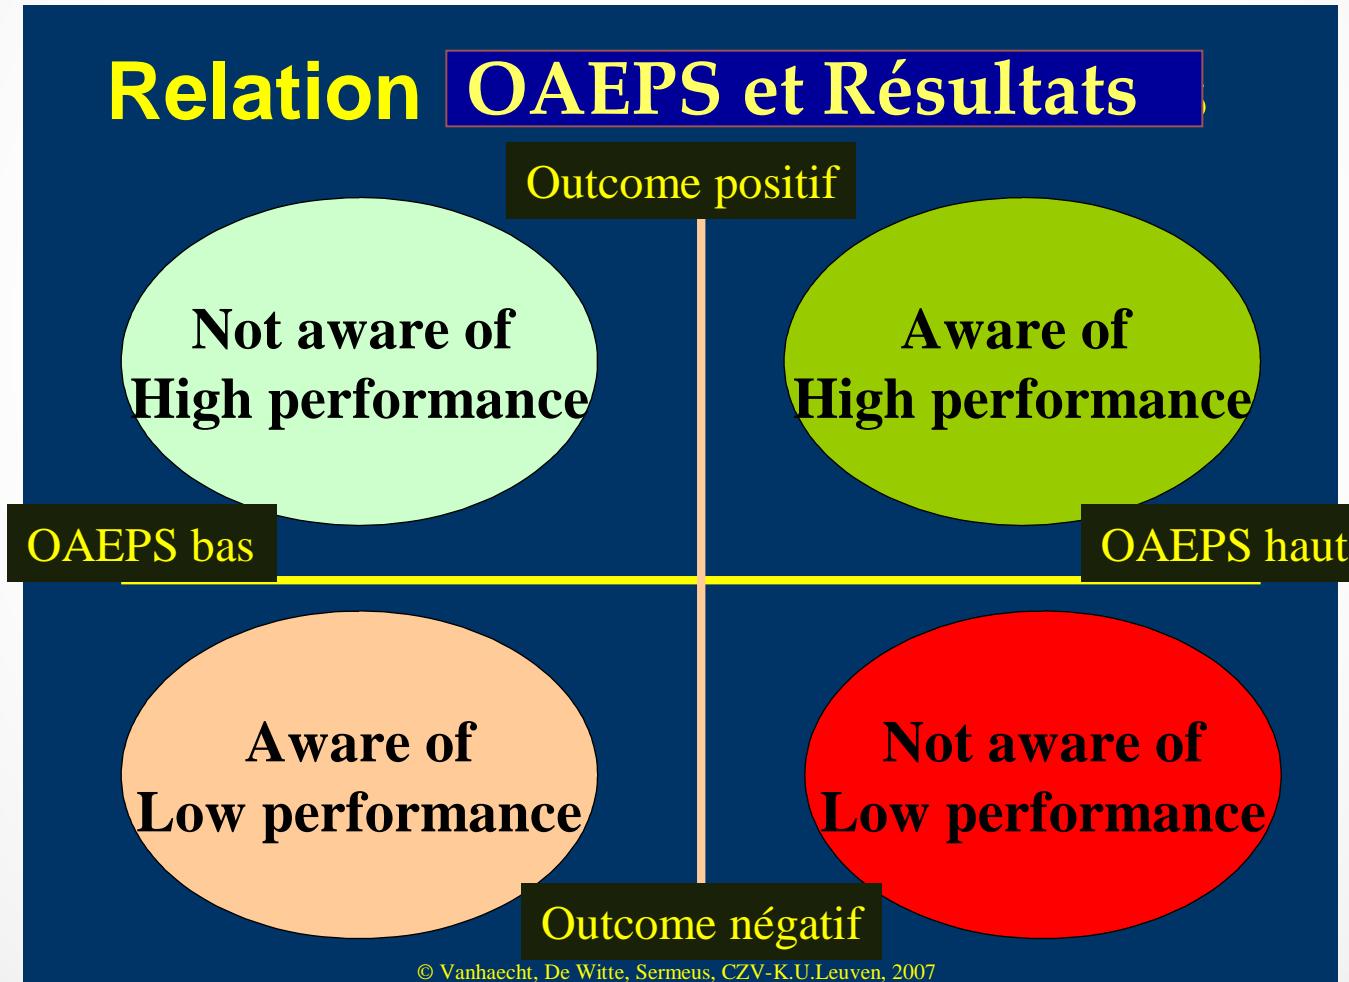 Relation OAEPS et Résultats
Outcome positif
Not aware of
High performance
Aware of
High performance
OAEPS bas
OAEPS haut
Aware of
Low performance
Not aware of
Low performance
Outcome négatif
© Vanhaecht, De Witte, Sermeus, CZV-K.U.Leuven, 2007